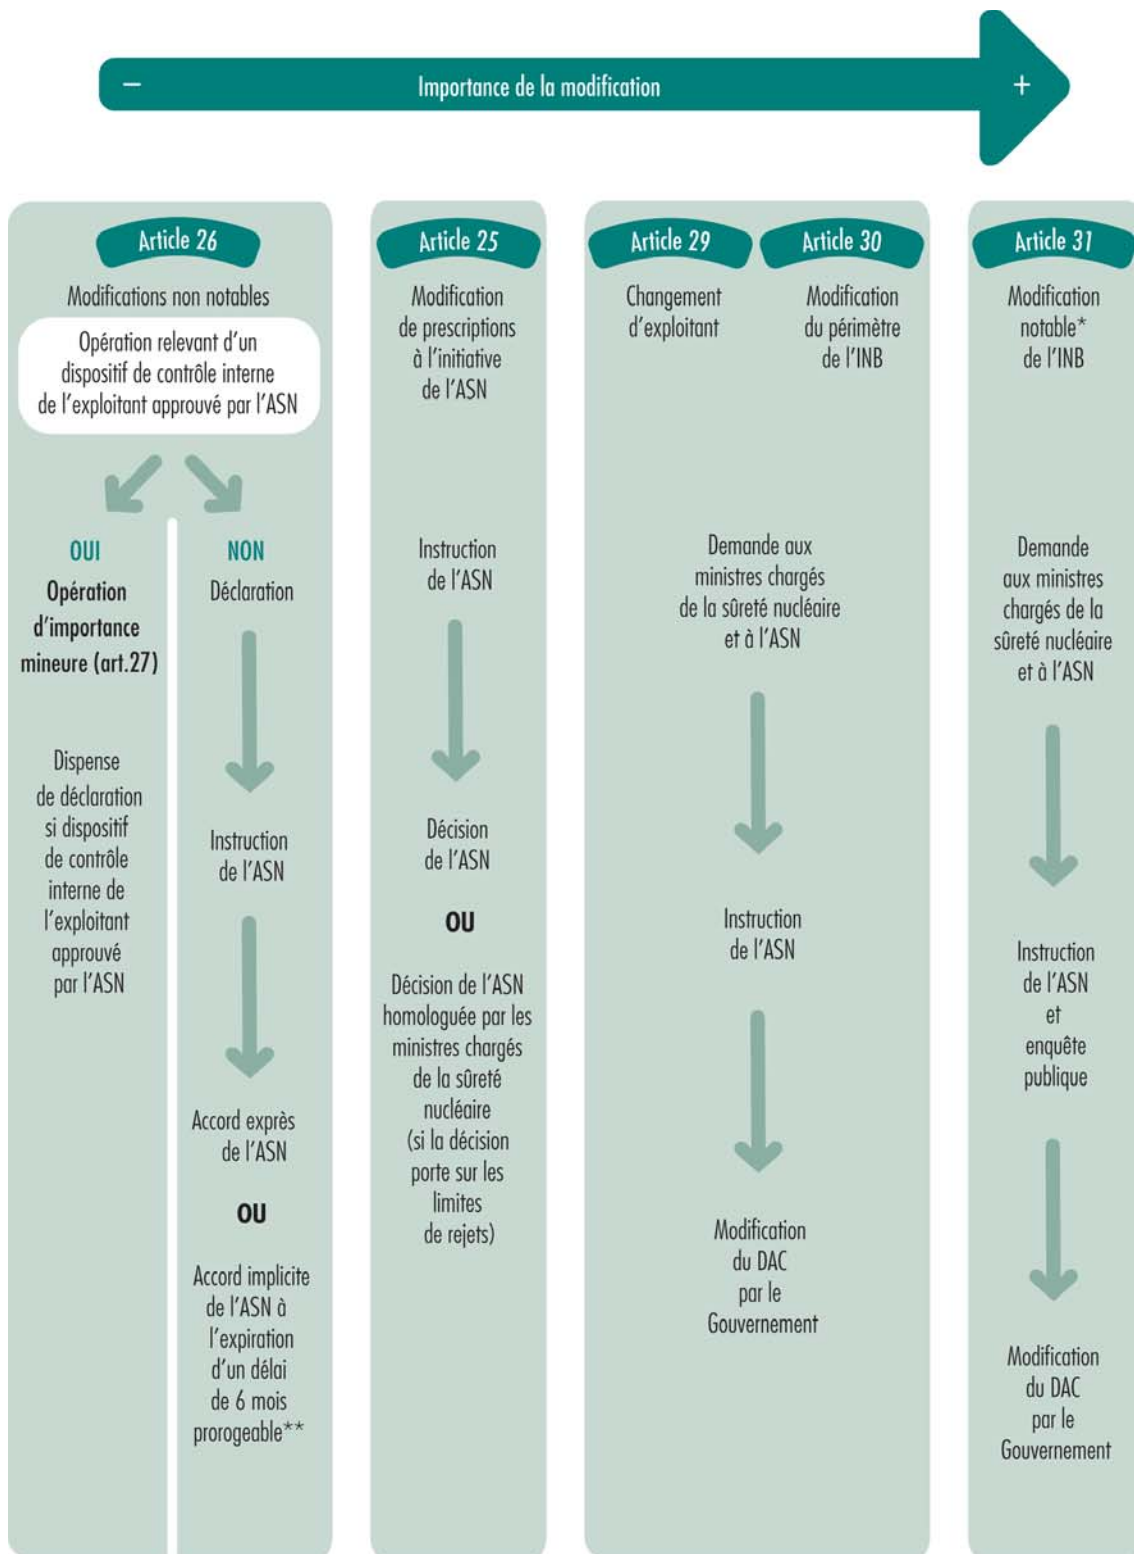 −
Importance de la modification
+
Article 26
Modifications non notables
Opération relevant d'un
dispositif de contrôle interne
de l'exploitant approuvé par l'ASN
OUI
Opération
d'importance
mineure (art.27)
Dispense
de déclaration
si dispositif
de contrôle
interne de
l'exploitant
approuvé
par l'ASN
NON
Déclaration
Instruction
de l'ASN
Accord exprès
de l'ASN
OU
Accord implicite
de l'ASN à
l'expiration
d'un délai
de 6 mois
prorogeable**
Article 25
Modification
de prescriptions
à l'initiative
de l'ASN
Instruction
de l'ASN
Décision
de l'ASN
OU
Décision de l'ASN
homologuée par les
ministres chargés
de la sûreté
nucléaire
(si la décision
porte sur les
limites
de rejets)
Article 29
Changement
d'exploitant
Article 30
Modification
du périmètre
de l'INB
Demande aux
ministres chargés
de la sûreté nucléaire
et à l'ASN
Instruction
de l'ASN
Modification
du DAC
par le
Gouvernement
Article 31
Modification
notable*
de l'INB
Demande
aux ministres
chargés de la
sûreté nucléaire
et à l'ASN
Instruction
de l'ASN
et
enquête
publique
Modification
du DAC
par le
Gouvernement